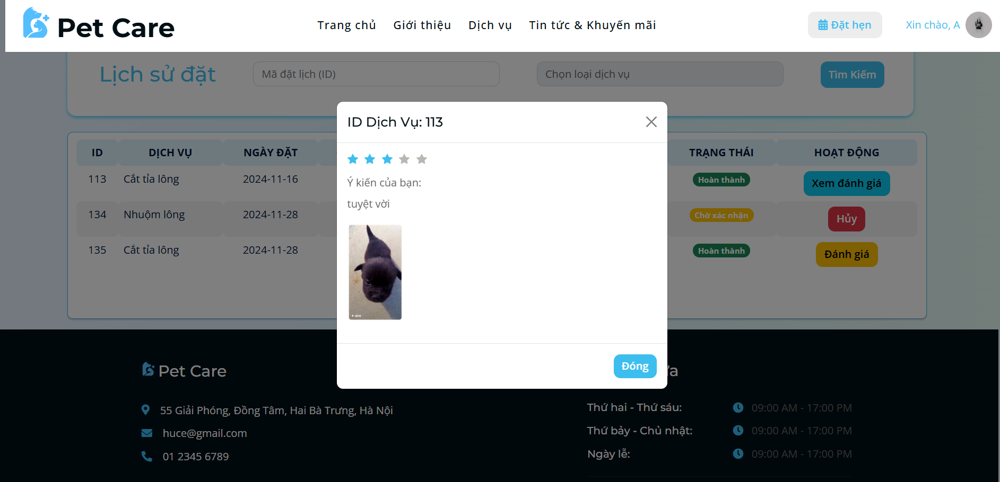 Pet Care
Trang chủ
Giới thiệu
Dịch vụ
Tin tức & Khuyến mãi
Đặt hẹn
Xin chào, A
Lịch sử đặt
Mã đặt lịch (ID)
Chọn loại dịch vụ
Tìm Kiếm
ID Dịch Vụ: 113
Ý kiến của bạn:
tuyệt vời
Đóng
ID DỊCH VỤ NGÀY ĐẶT TRẠNG THÁI HOẠT ĐỘNG
113 Cắt tỉa lông 2024-11-16 Hoàn thành Xem đánh giá
134 Nhuộm lông 2024-11-28 Chờ xác nhận Hủy
135 Cắt tỉa lông 2024-11-28 Hoàn thành Đánh giá
Pet Care
55 Giải Phóng, Đồng Tâm, Hai Bà Trưng, Hà Nội
huce@gmail.com
01 2345 6789
Thứ hai - Thứ sáu: 09:00 AM - 17:00 PM
Thứ bảy - Chủ nhật: 09:00 AM - 17:00 PM
Ngày lễ: 09:00 AM - 17:00 PM